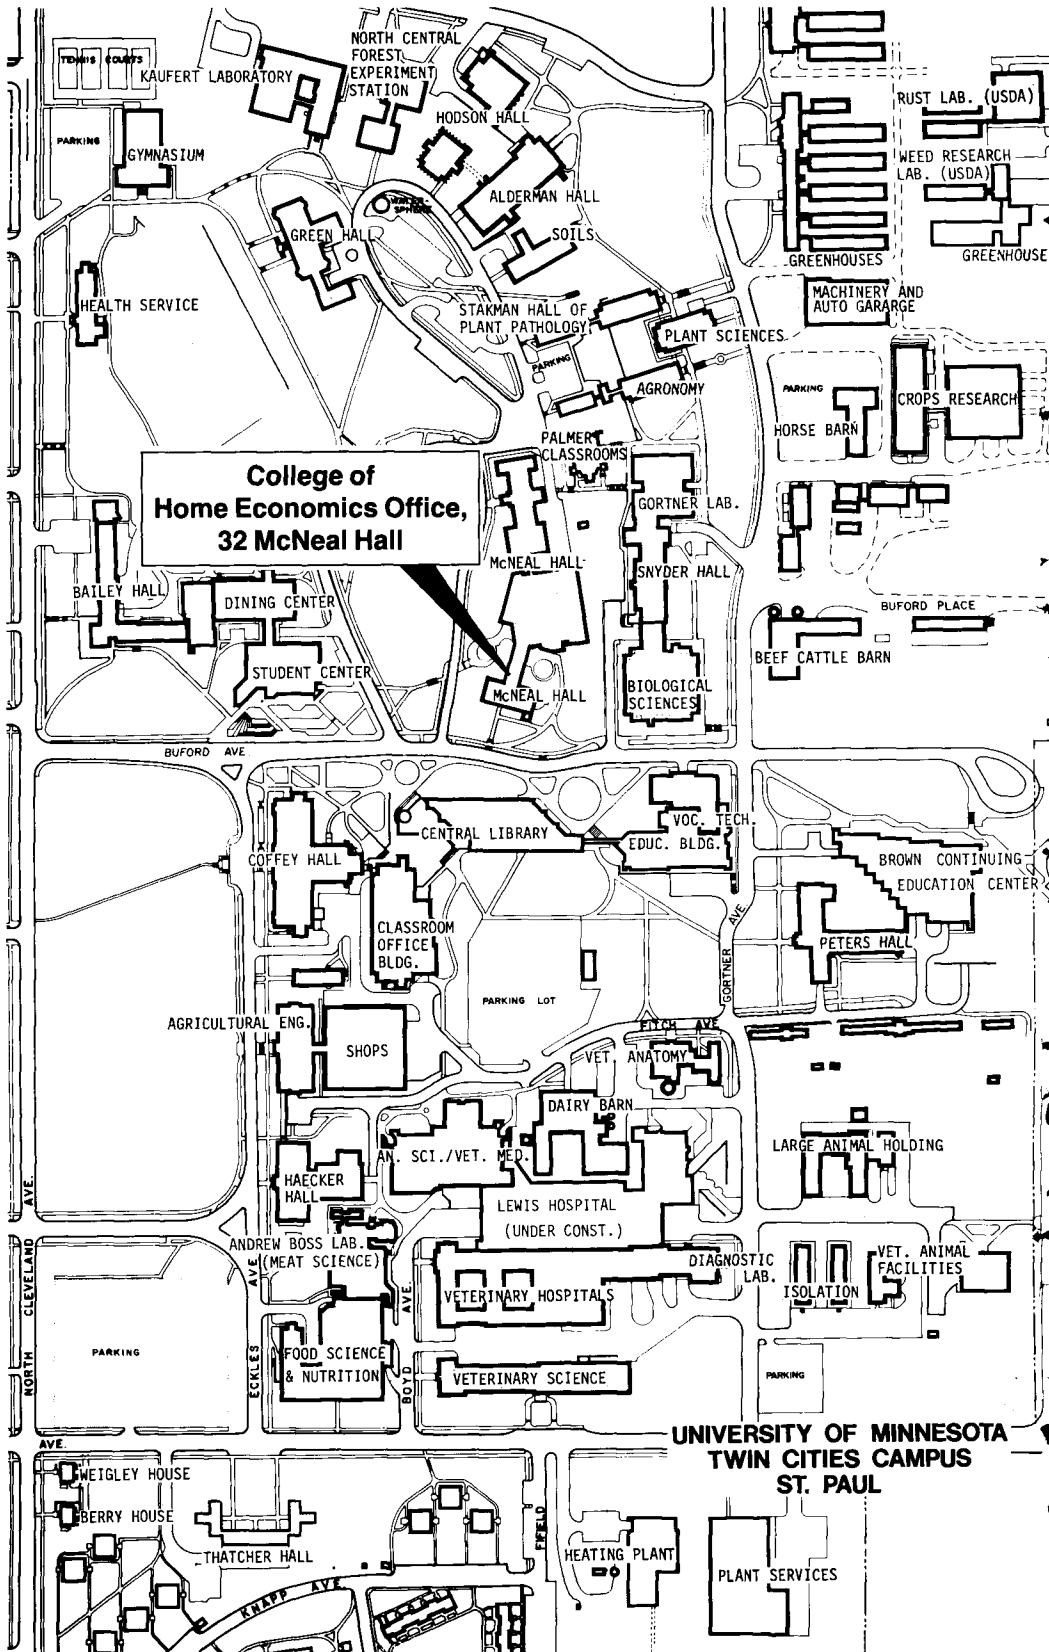 TENNIS COURTS
KAUFERT LABORATORY
NORTH CENTRAL
FOREST
EXPERIMENT
STATION
HODSON HALL
RUST LAB. (USDA)
PARKING
GYMNASIUM
WEED RESEARCH
LAB. (USDA)
ALDERMAN HALL
GREEN HALL
SOILS
GREENHOUSES
GREENHOUSE
HEALTH SERVICE
STAKMAN HALL OF
PLANT PATHOLOGY
MACHINERY AND
AUTO GARARGE
PLANT SCIENCES
PARKING
AGRONOMY
PARKING
CROPS RESEARCH
HORSE BARN
PALMER
CLASSROOMS
College of
Home Economics Office,
32 McNeal Hall
GORTNER LAB.
McNEAL HALL
SNYDER HALL
BAILEY HALL
DINING CENTER
BUFORD PLACE
STUDENT CENTER
BEEF CATTLE BARN
McNEAL HALL
BIOLOGICAL
SCIENCES
BUFORD AVE
VOC. TECH.
EDUC. BLDG.
CENTRAL LIBRARY
COFFEY HALL
BROWN CONTINUING
EDUCATION CENTER
CLASSROOM
OFFICE
BLDG.
GORTNER AVE.
PETERS HALL
PARKING LOT
AGRICULTURAL ENG.
SHOPS
FITCH AVE
VET. ANATOMY
DAIRY BARN
AN. SCI./VET. MED.
LARGE ANIMAL HOLDING
HAECKER
HALL
LEWIS HOSPITAL
(UNDER CONST.)
NORTH CLEVELAND AVE.
ANDREW BOSS LAB.
(MEAT SCIENCE)
DIAGNOSTIC
LAB.
VET. ANIMAL
FACILITIES
ISOLATION
VETERINARY HOSPITALS
ECKLES AVE
BOYD AVE.
PARKING
FOOD SCIENCE
& NUTRITION
VETERINARY SCIENCE
PARKING
UNIVERSITY OF MINNESOTA
TWIN CITIES CAMPUS
ST. PAUL
AVE.
WEIGLEY HOUSE
BERRY HOUSE
THATCHER HALL
FIFIELD
HEATING PLANT
PLANT SERVICES
KNAPP AVE.